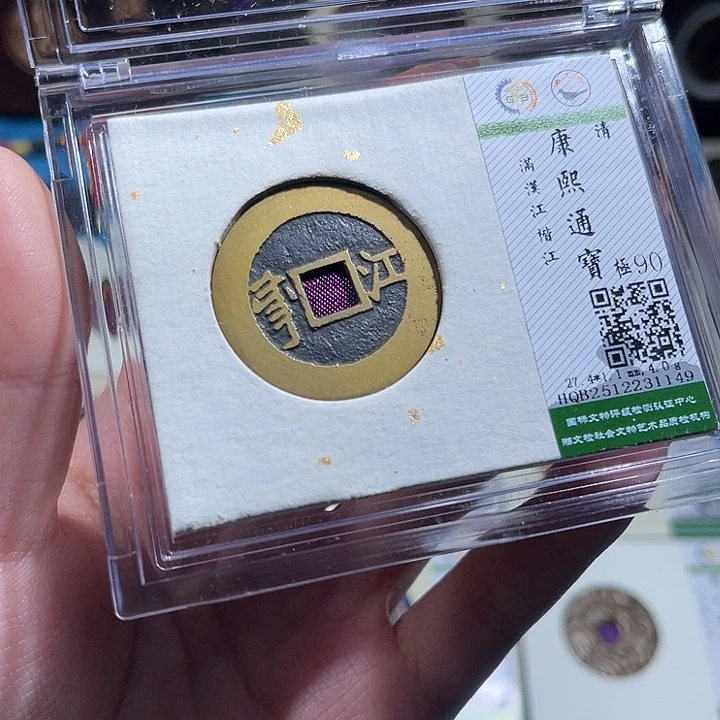 清
康熙通寶
滿漢江楷江
極90
27.4*1.1mm,4.0g
HQB2512231149
国标文物评级检测认证中心
湘文检社会文物艺术品质检机构
江